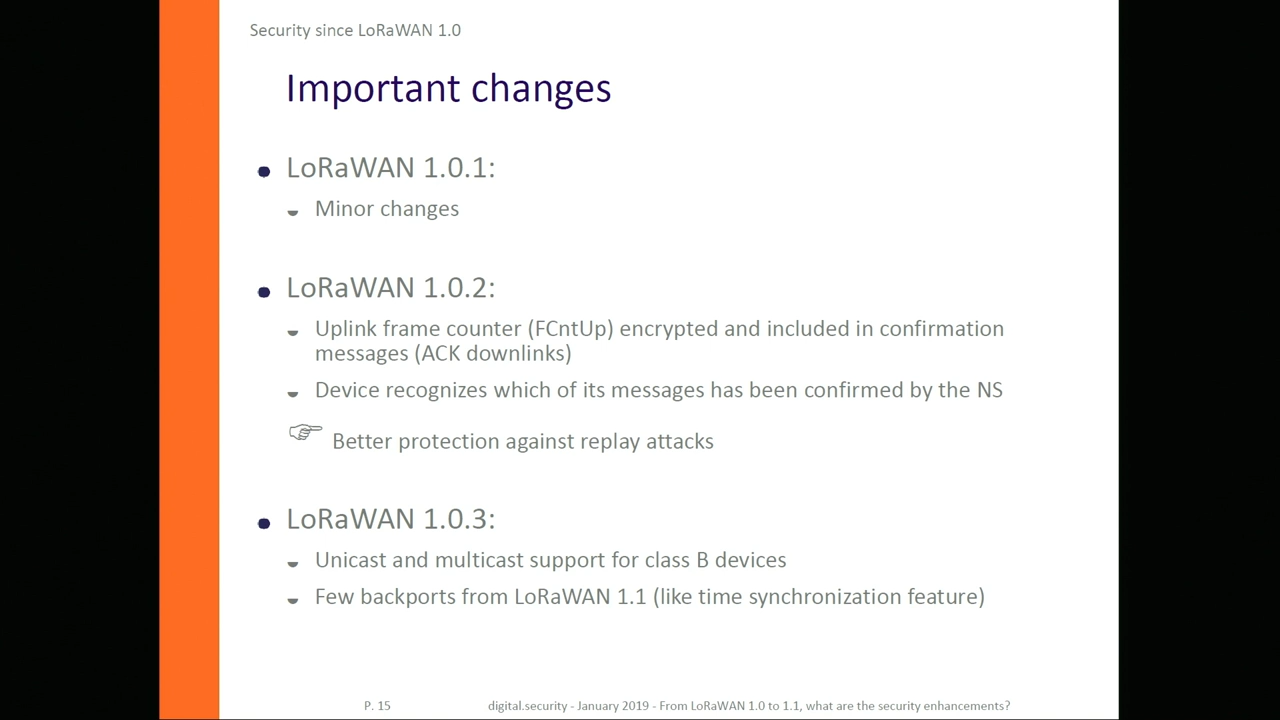 Security since LoRaWAN 1.0
Important changes
LoRaWAN 1.0.1:
Minor changes
LoRaWAN 1.0.2:
Uplink frame counter (FCntUp) encrypted and included in confirmation
messages (ACK downlinks)
Device recognizes which of its messages has been confirmed by the NS
Better protection against replay attacks
LoRaWAN 1.0.3:
Unicast and multicast support for class B devices
Few backports from LoRaWAN 1.1 (like time synchronization feature)
P. 15
digital.security - January 2019 - From LoRaWAN 1.0 to 1.1, what are the security enhancements?